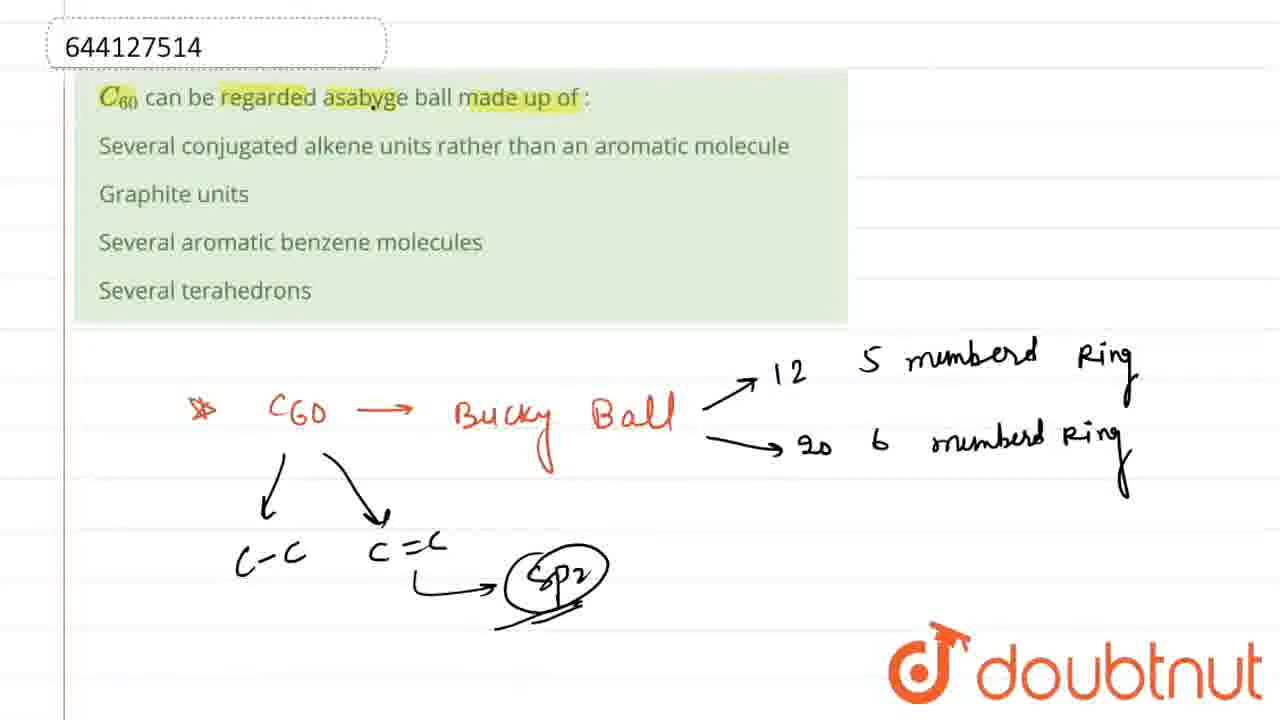 644127514
C60 can be regarded asabyge ball made up of :
Several conjugated alkene units rather than an aromatic molecule
Graphite units
Several aromatic benzene molecules
Several terahedrons
C60 → Bucky Ball
12 5 mumberd Ring
20 6 mumberd Ring
C-C C=C
Sp2
doubtnut